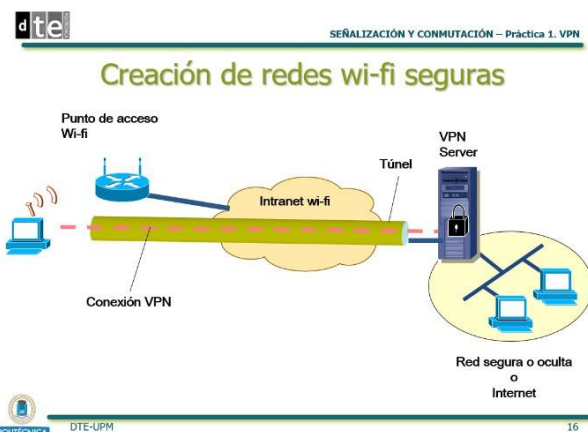 dte
SEÑALIZACIÓN Y CONMUTACIÓN – Práctica 1. VPN
Creación de redes wi-fi seguras
Punto de acceso
Wi-fi
VPN
Server
Túnel
Intranet wi-fi
Conexión VPN
Red segura o oculta
o
Internet
POLITÉCNICA
DTE-UPM
16